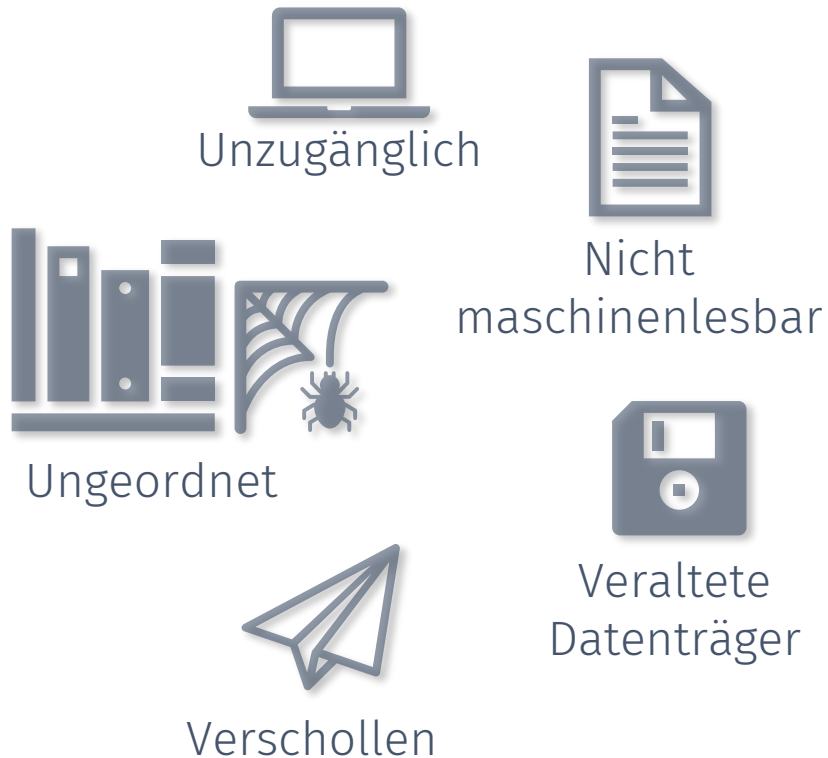 Unzugänglich
Nicht
maschinenlesbar
Ungeordnet
Veraltete
Datenträger
Verschollen